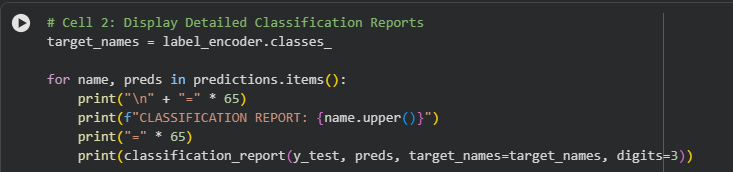 # Cell 2: Display Detailed Classification Reports
target_names = label_encoder.classes_

for name, preds in predictions.items():
    print("\n" + "=" * 65)
    print(f"CLASSIFICATION REPORT: {name.upper()}")
    print("=" * 65)
    print(classification_report(y_test, preds, target_names=target_names, digits=3))